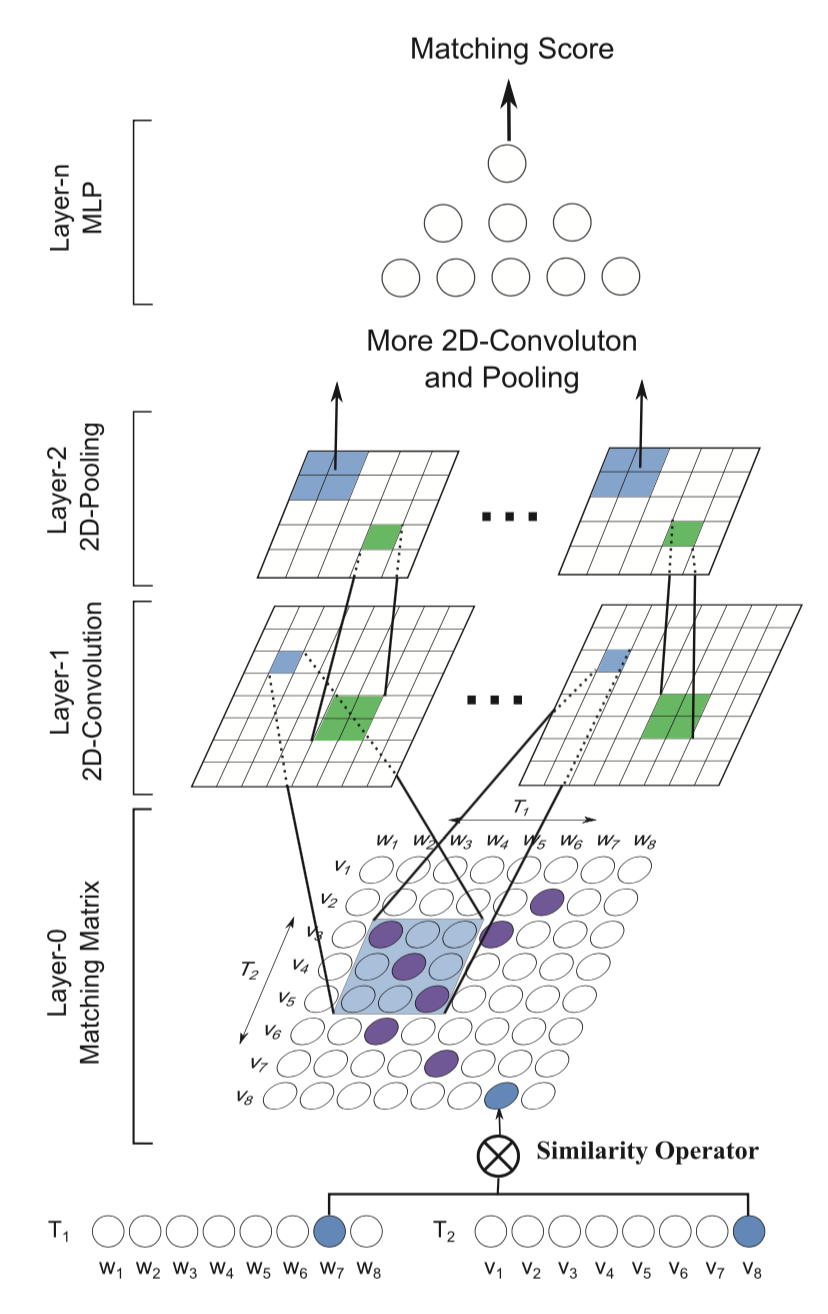 Matching Score
Layer-n
MLP
More 2D-Convoluton
and Pooling
Layer-2
2D-Pooling
Layer-1
2D-Convolution
Layer-0
Matching Matrix
T₁
w₁ w₂ w₃ w₄ w₅ w₆ w₇ w₈
v₁
v₂
v₃
v₄
T₂
v₅
v₆
v₇
v₈
Similarity Operator
T₁
w₁ w₂ w₃ w₄ w₅ w₆ w₇ w₈
T₂
v₁ v₂ v₃ v₄ v₅ v₆ v₇ v₈